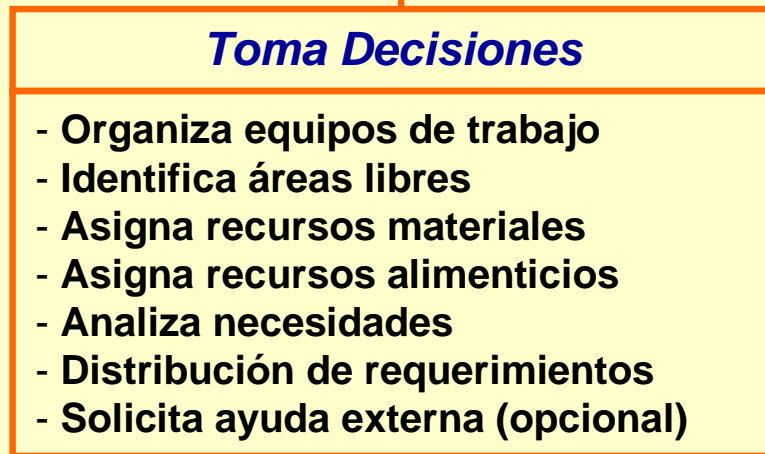 Toma Decisiones
- Organiza equipos de trabajo
- Identifica áreas libres
- Asigna recursos materiales
- Asigna recursos alimenticios
- Analiza necesidades
- Distribución de requerimientos
- Solicita ayuda externa (opcional)